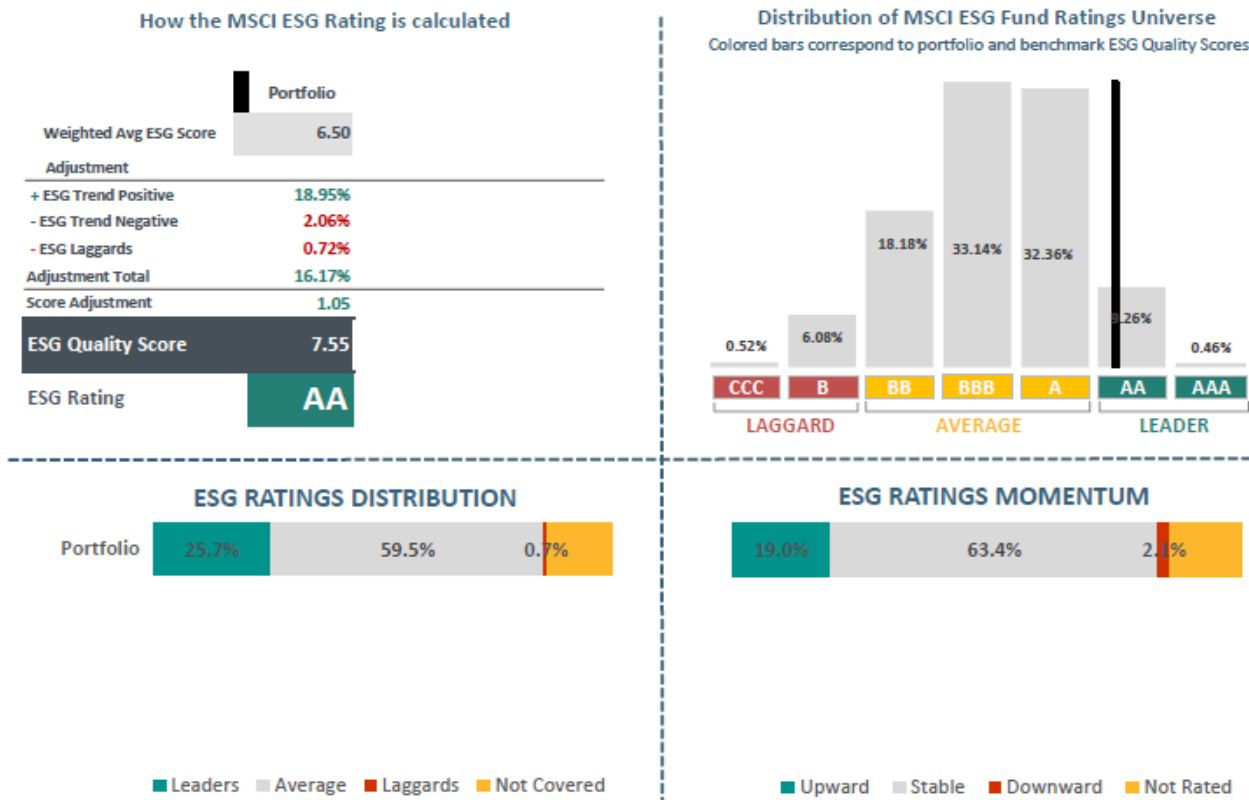 How the MSCI ESG Rating is calculated
Portfolio
Weighted Avg ESG Score 6.50
Adjustment
+ ESG Trend Positive 18.95%
- ESG Trend Negative 2.06%
- ESG Laggards 0.72%
Adjustment Total 16.17%
Score Adjustment 1.05
ESG Quality Score 7.55
ESG Rating AA
Distribution of MSCI ESG Fund Ratings Universe
Colored bars correspond to portfolio and benchmark ESG Quality Scores
0.52% 6.08% 18.18% 33.14% 32.36% 9.26% 0.46%
CCC B BB BBB A AA AAA
LAGGARD AVERAGE LEADER
ESG RATINGS DISTRIBUTION
Portfolio 25.7% 59.5% 0.7%
Leaders Average Laggards Not Covered
ESG RATINGS MOMENTUM
19.0% 63.4% 2.1%
Upward Stable Downward Not Rated